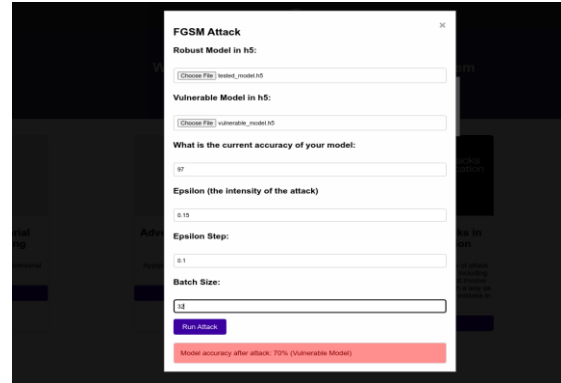 ×
FGSM Attack
Robust Model in h5:
Choose File tested_model.h5
Vulnerable Model in h5:
Choose File vulnerable_model.h5
What is the current accuracy of your model:
97
Epsilon (the intensity of the attack)
0.15
Epsilon Step:
0.1
Batch Size:
32
Run Attack
Model accuracy after attack: 70% (Vulnerable Model)